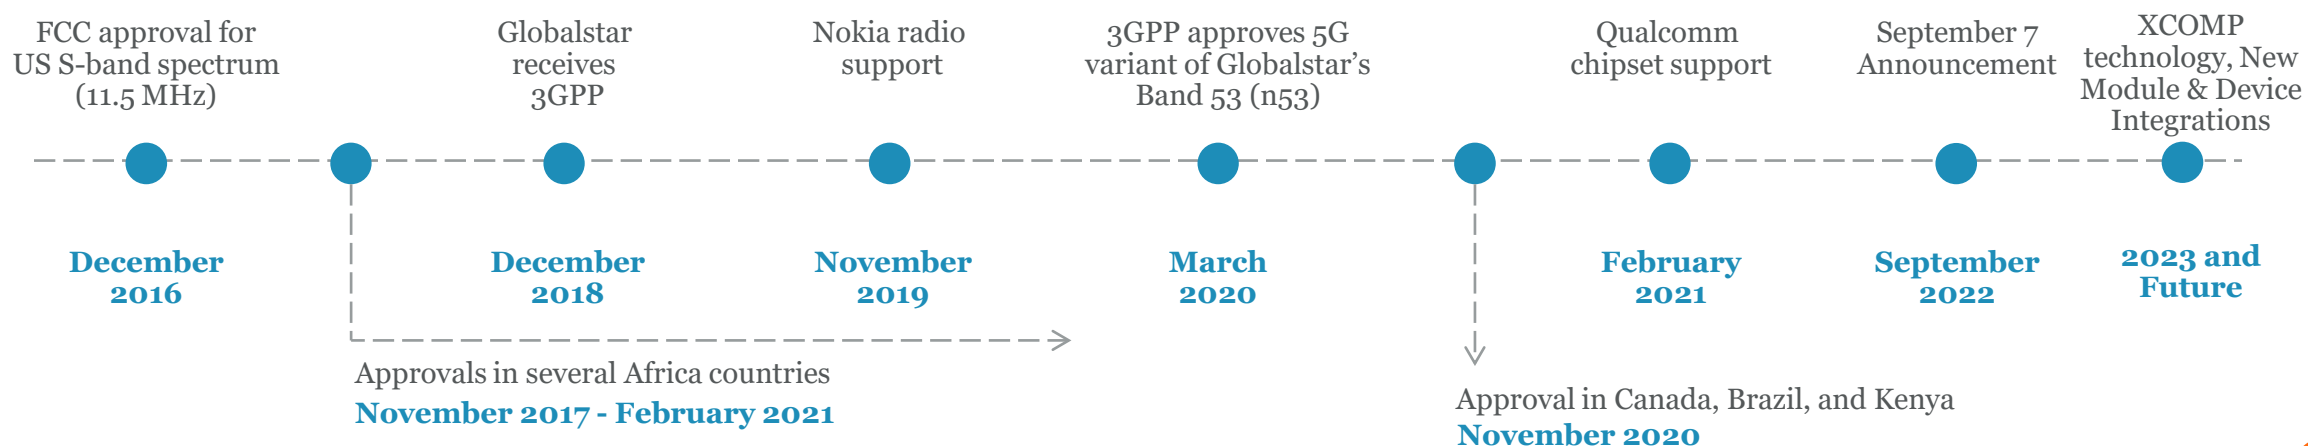 FCC approval for
US S-band spectrum
(11.5 MHz)
Globalstar
receives
3GPP
Nokia radio
support
3GPP approves 5G
variant of Globalstar’s
Band 53 (n53)
Qualcomm
chipset support
September 7
Announcement
XCOMP
technology, New
Module & Device
Integrations
December
2016
December
2018
November
2019
March
2020
February
2021
September
2022
2023 and
Future
Approvals in several Africa countries
November 2017 - February 2021
Approval in Canada, Brazil, and Kenya
November 2020